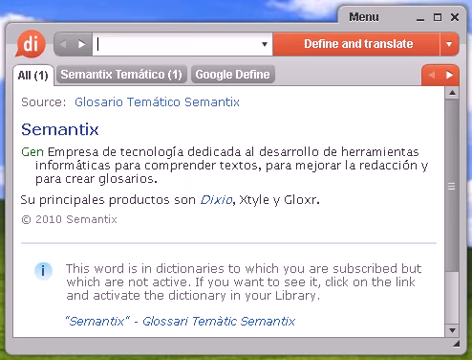 Menu
di
Define and translate
All (1)
Semantix Temático (1)
Google Define
Source: Glosario Temático Semantix
Semantix
Gen Empresa de tecnología dedicada al desarrollo de herramientas
informáticas para comprender textos, para mejorar la redacción y
para crear glosarios.
Su principales productos son Dixio, Xtyle y Gloxr.
© 2010 Semantix
i
This word is in dictionaries to which you are subscribed but
which are not active. If you want to see it, click on the link
and activate the dictionary in your Library.
"Semantix" - Glossari Temàtic Semantix